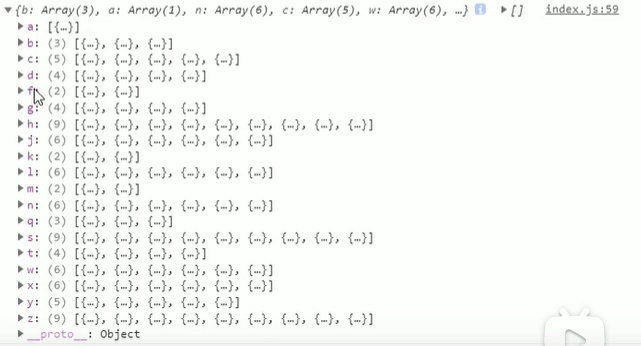 ▼{b: Array(3), a: Array(1), n: Array(6), c: Array(5), w: Array(6), …} i ▶[] index.js:59
▶a: [{…}]
▶b: (3) [{…}, {…}, {…}]
▶c: (5) [{…}, {…}, {…}, {…}, {…}]
▶d: (4) [{…}, {…}, {…}, {…}]
▶f: (2) [{…}, {…}]
▶g: (4) [{…}, {…}, {…}, {…}]
▶h: (9) [{…}, {…}, {…}, {…}, {…}, {…}, {…}, {…}, {…}]
▶j: (6) [{…}, {…}, {…}, {…}, {…}, {…}]
▶k: (2) [{…}, {…}]
▶l: (6) [{…}, {…}, {…}, {…}, {…}, {…}]
▶m: (2) [{…}, {…}]
▶n: (6) [{…}, {…}, {…}, {…}, {…}, {…}]
▶q: (3) [{…}, {…}, {…}]
▶s: (9) [{…}, {…}, {…}, {…}, {…}, {…}, {…}, {…}, {…}]
▶t: (4) [{…}, {…}, {…}, {…}]
▶w: (6) [{…}, {…}, {…}, {…}, {…}, {…}]
▶x: (6) [{…}, {…}, {…}, {…}, {…}, {…}]
▶y: (5) [{…}, {…}, {…}, {…}, {…}]
▶z: (9) [{…}, {…}, {…}, {…}, {…}, {…}, {…}, {…}, {…}]
▶__proto__: Object